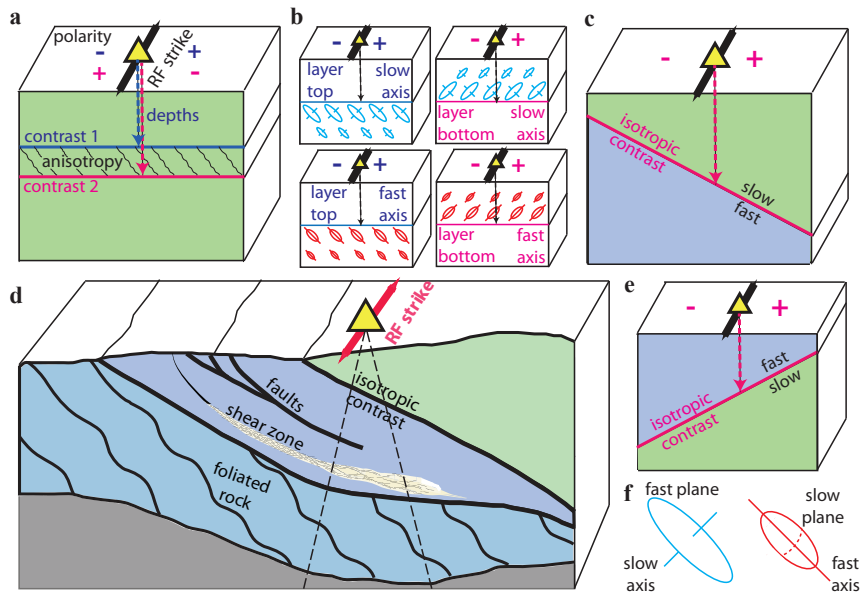 a
polarity
-
+
+
-
RF strike
depths
contrast 1
anisotropy
contrast 2
b
- +
layer slow
top axis
- +
layer slow
bottom axis
- +
layer fast
top axis
- +
layer fast
bottom axis
c
- +
isotropic
contrast
slow
fast
d
RF strike
isotropic
contrast
faults
shear zone
foliated
rock
e
- +
fast
slow
isotropic
contrast
f
fast plane
slow
axis
slow
plane
fast
axis